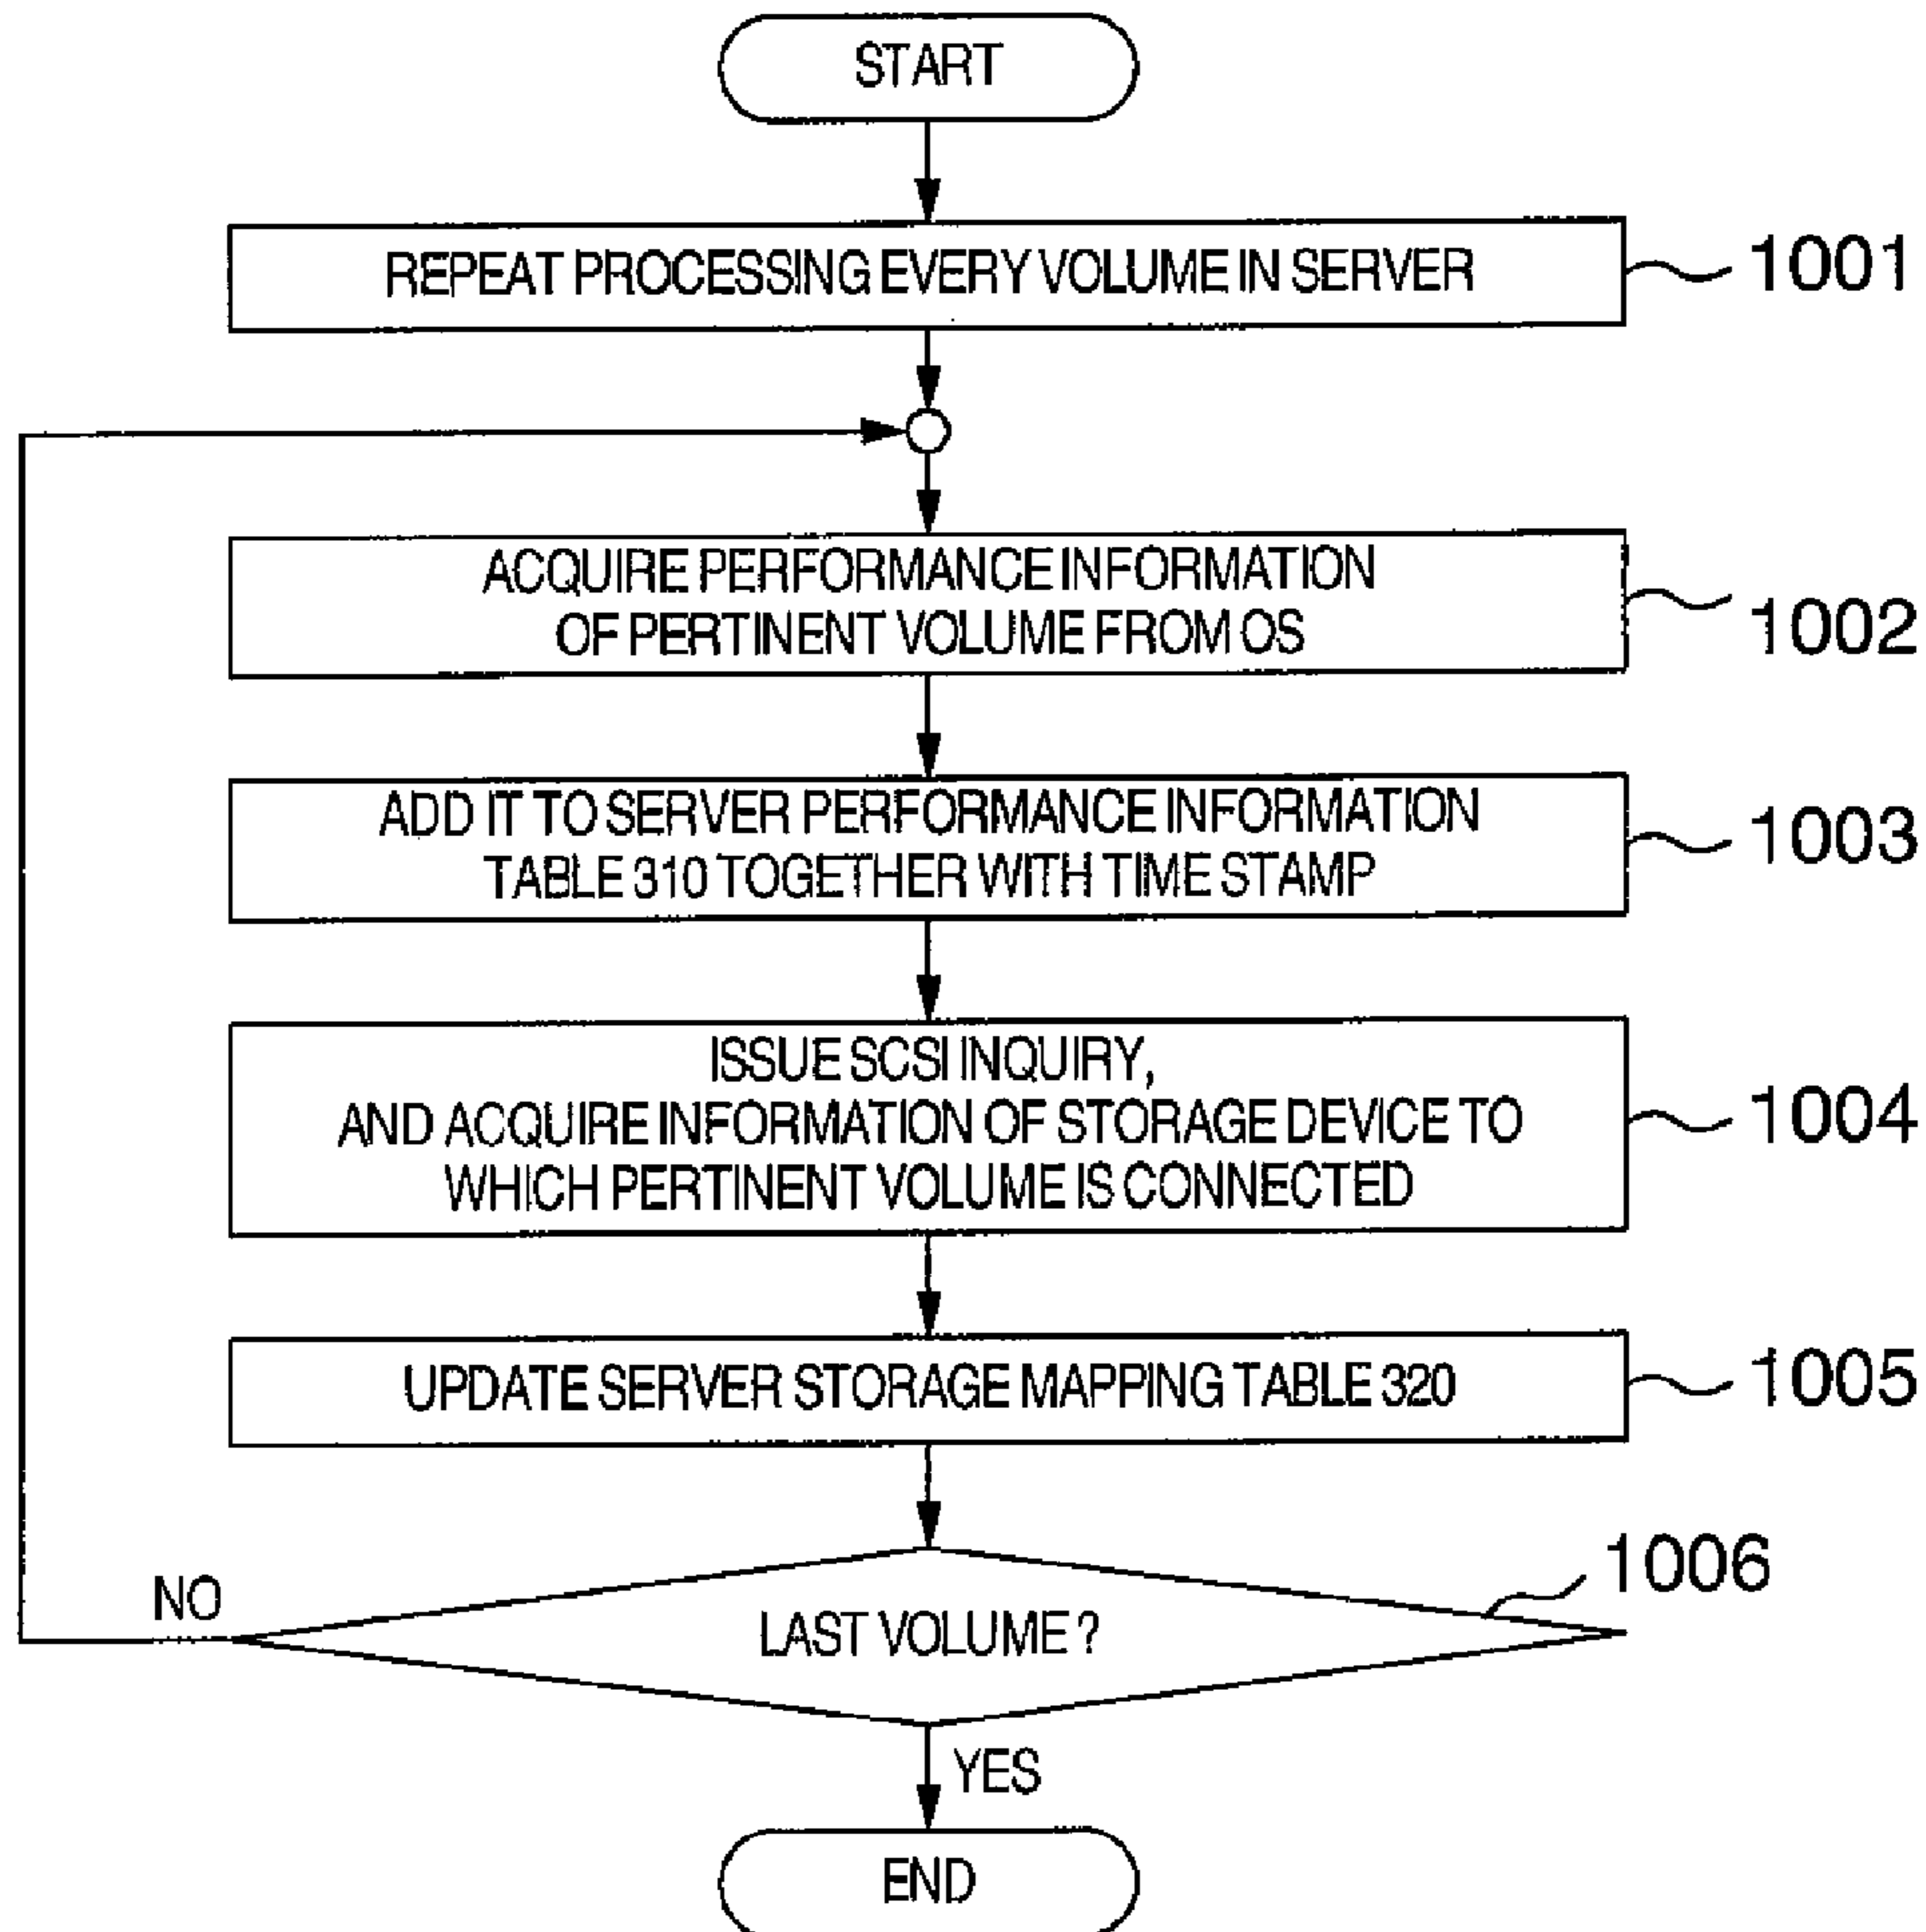 START
REPEAT PROCESSING EVERY VOLUME IN SERVER
1001
ACQUIRE PERFORMANCE INFORMATION
OF PERTINENT VOLUME FROM OS
1002
ADD IT TO SERVER PERFORMANCE INFORMATION
TABLE 310 TOGETHER WITH TIME STAMP
1003
ISSUE SCSI INQUIRY,
AND ACQUIRE INFORMATION OF STORAGE DEVICE TO
WHICH PERTINENT VOLUME IS CONNECTED
1004
UPDATE SERVER STORAGE MAPPING TABLE 320
1005
1006
NO
LAST VOLUME ?
YES
END